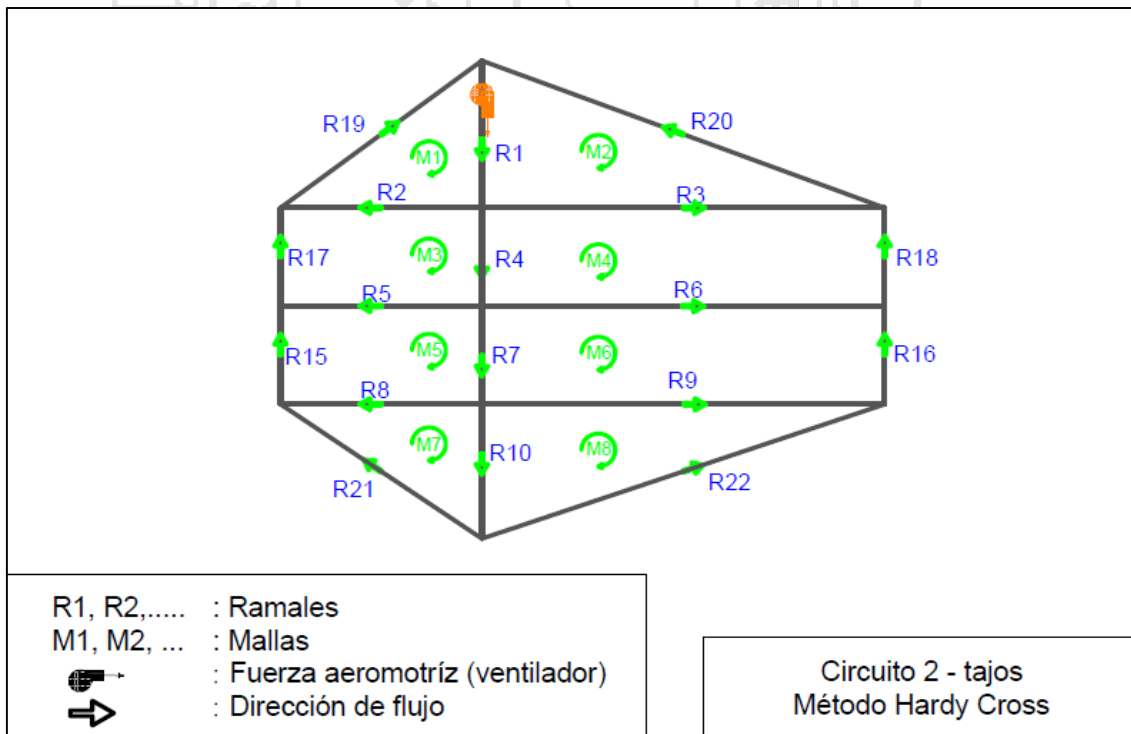 R19
R20
M1
R1
M2
R2
R3
R17
M3
R4
M4
R18
R5
R6
R15
M5
R7
M6
R16
R8
R9
M7
R10
M8
R21
R22
R1, R2,..... : Ramales
M1, M2, ... : Mallas
: Fuerza aeromotríz (ventilador)
: Dirección de flujo
Circuito 2 - tajos
Método Hardy Cross